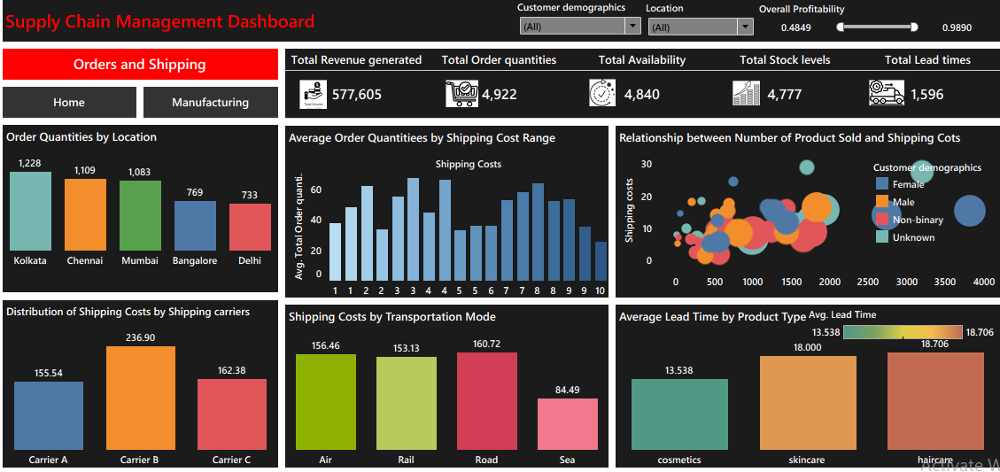 Supply Chain Management Dashboard
Customer demographics
(All)
Location
(All)
Overall Profitability
0.4849 0.9890
Orders and Shipping
Home Manufacturing
Total Revenue generated
577,605
Total Order quantities
4,922
Total Availability
4,840
Total Stock levels
4,777
Total Lead times
1,596
Order Quantities by Location
1,228 1,109 1,083 769 733
Kolkata Chennai Mumbai Bangalore Delhi
Average Order Quantitiees by Shipping Cost Range
Shipping Costs
Avg. Total Order quanti.
60
40
20
0
1 1 2 2 3 3 4 4 5 5 6 7 7 8 8 9 9 10
Relationship between Number of Product Sold and Shipping Cots
Shipping costs
30
20
10
0
0 500 1000 1500 2000 2500 3000 3500 4000
Customer demographics
Female
Male
Non-binary
Unknown
Distribution of Shipping Costs by Shipping carriers
155.54 236.90 162.38
Carrier A Carrier B Carrier C
Shipping Costs by Transportation Mode
156.46 153.13 160.72 84.49
Air Rail Road Sea
Average Lead Time by Product Type
Avg. Lead Time
13.538 18.706
13.538 18.000 18.706
cosmetics skincare haircare
Activate W